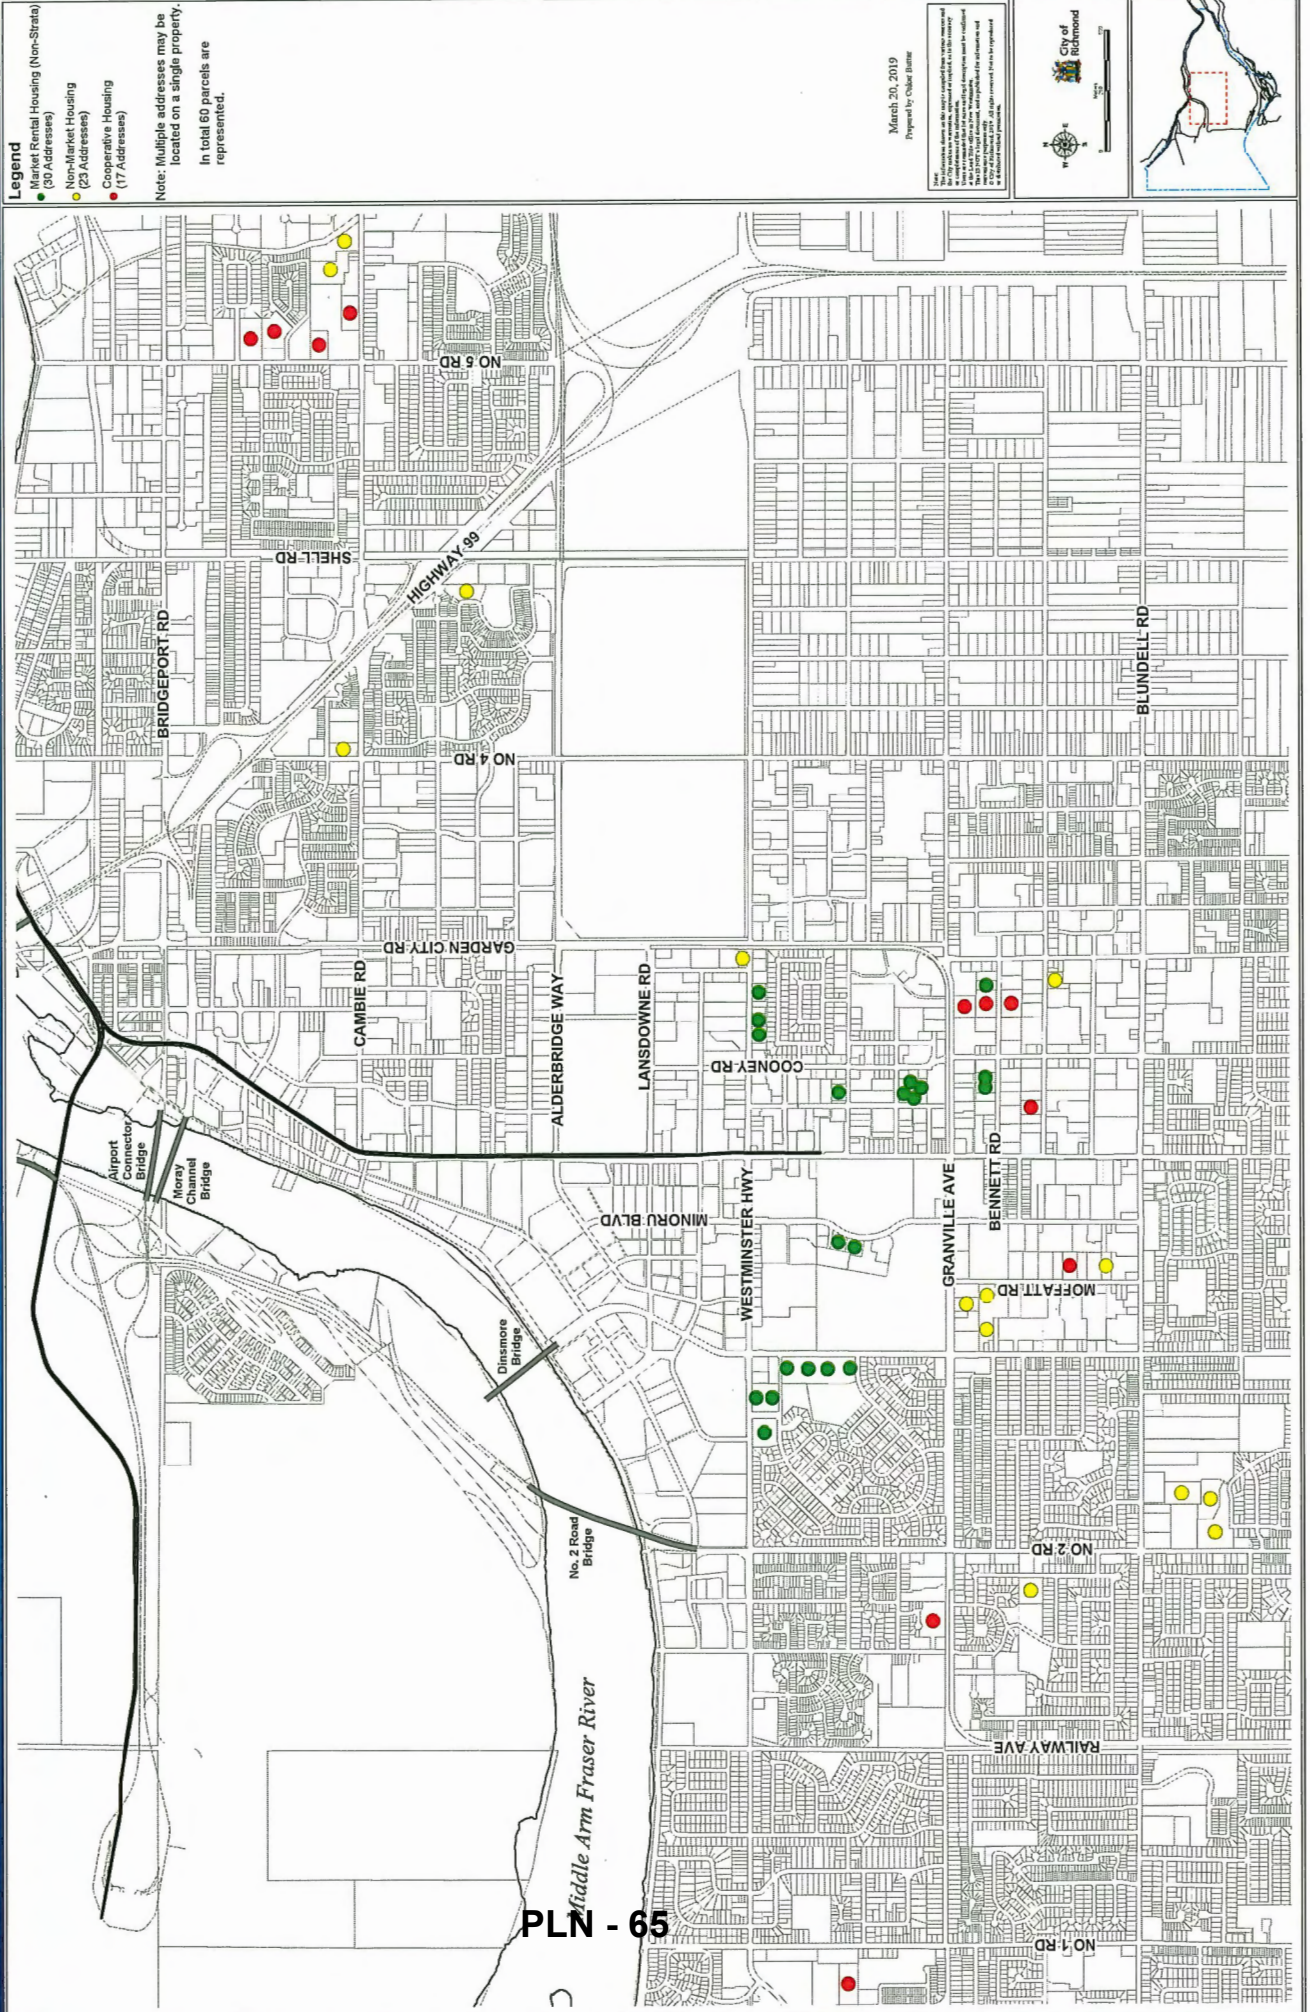 Legend
Market Rental Housing (Non-Strata)
(30 Addresses)
Non-Market Housing
(23 Addresses)
Cooperative Housing
(17 Addresses)
Note: Multiple addresses may be
located on a single property.
In total 60 parcels are
represented.
March 20, 2019
City of
Richmond
N
E
S
W
Note:
NO 5 RD
SHELL RD
HIGHWAY 99
BRIDGEPORT RD
NO 4 RD
BLUNDELL RD
GARDEN CITY RD
CAMBIE RD
ALDERBRIDGE WAY
LANSDOWNE RD
COONEY RD
Airport
Connector
Bridge
Moray
Channel
Bridge
MINORU BLVD
WESTMINSTER HWY
GRANVILLE AVE
BENNETT RD
MOFFATT RD
Dinsmore
Bridge
No. 2 Road
Bridge
NO 2 RD
Middle Arm Fraser River
RAILWAY AVE
NO 1 RD
PLN - 65